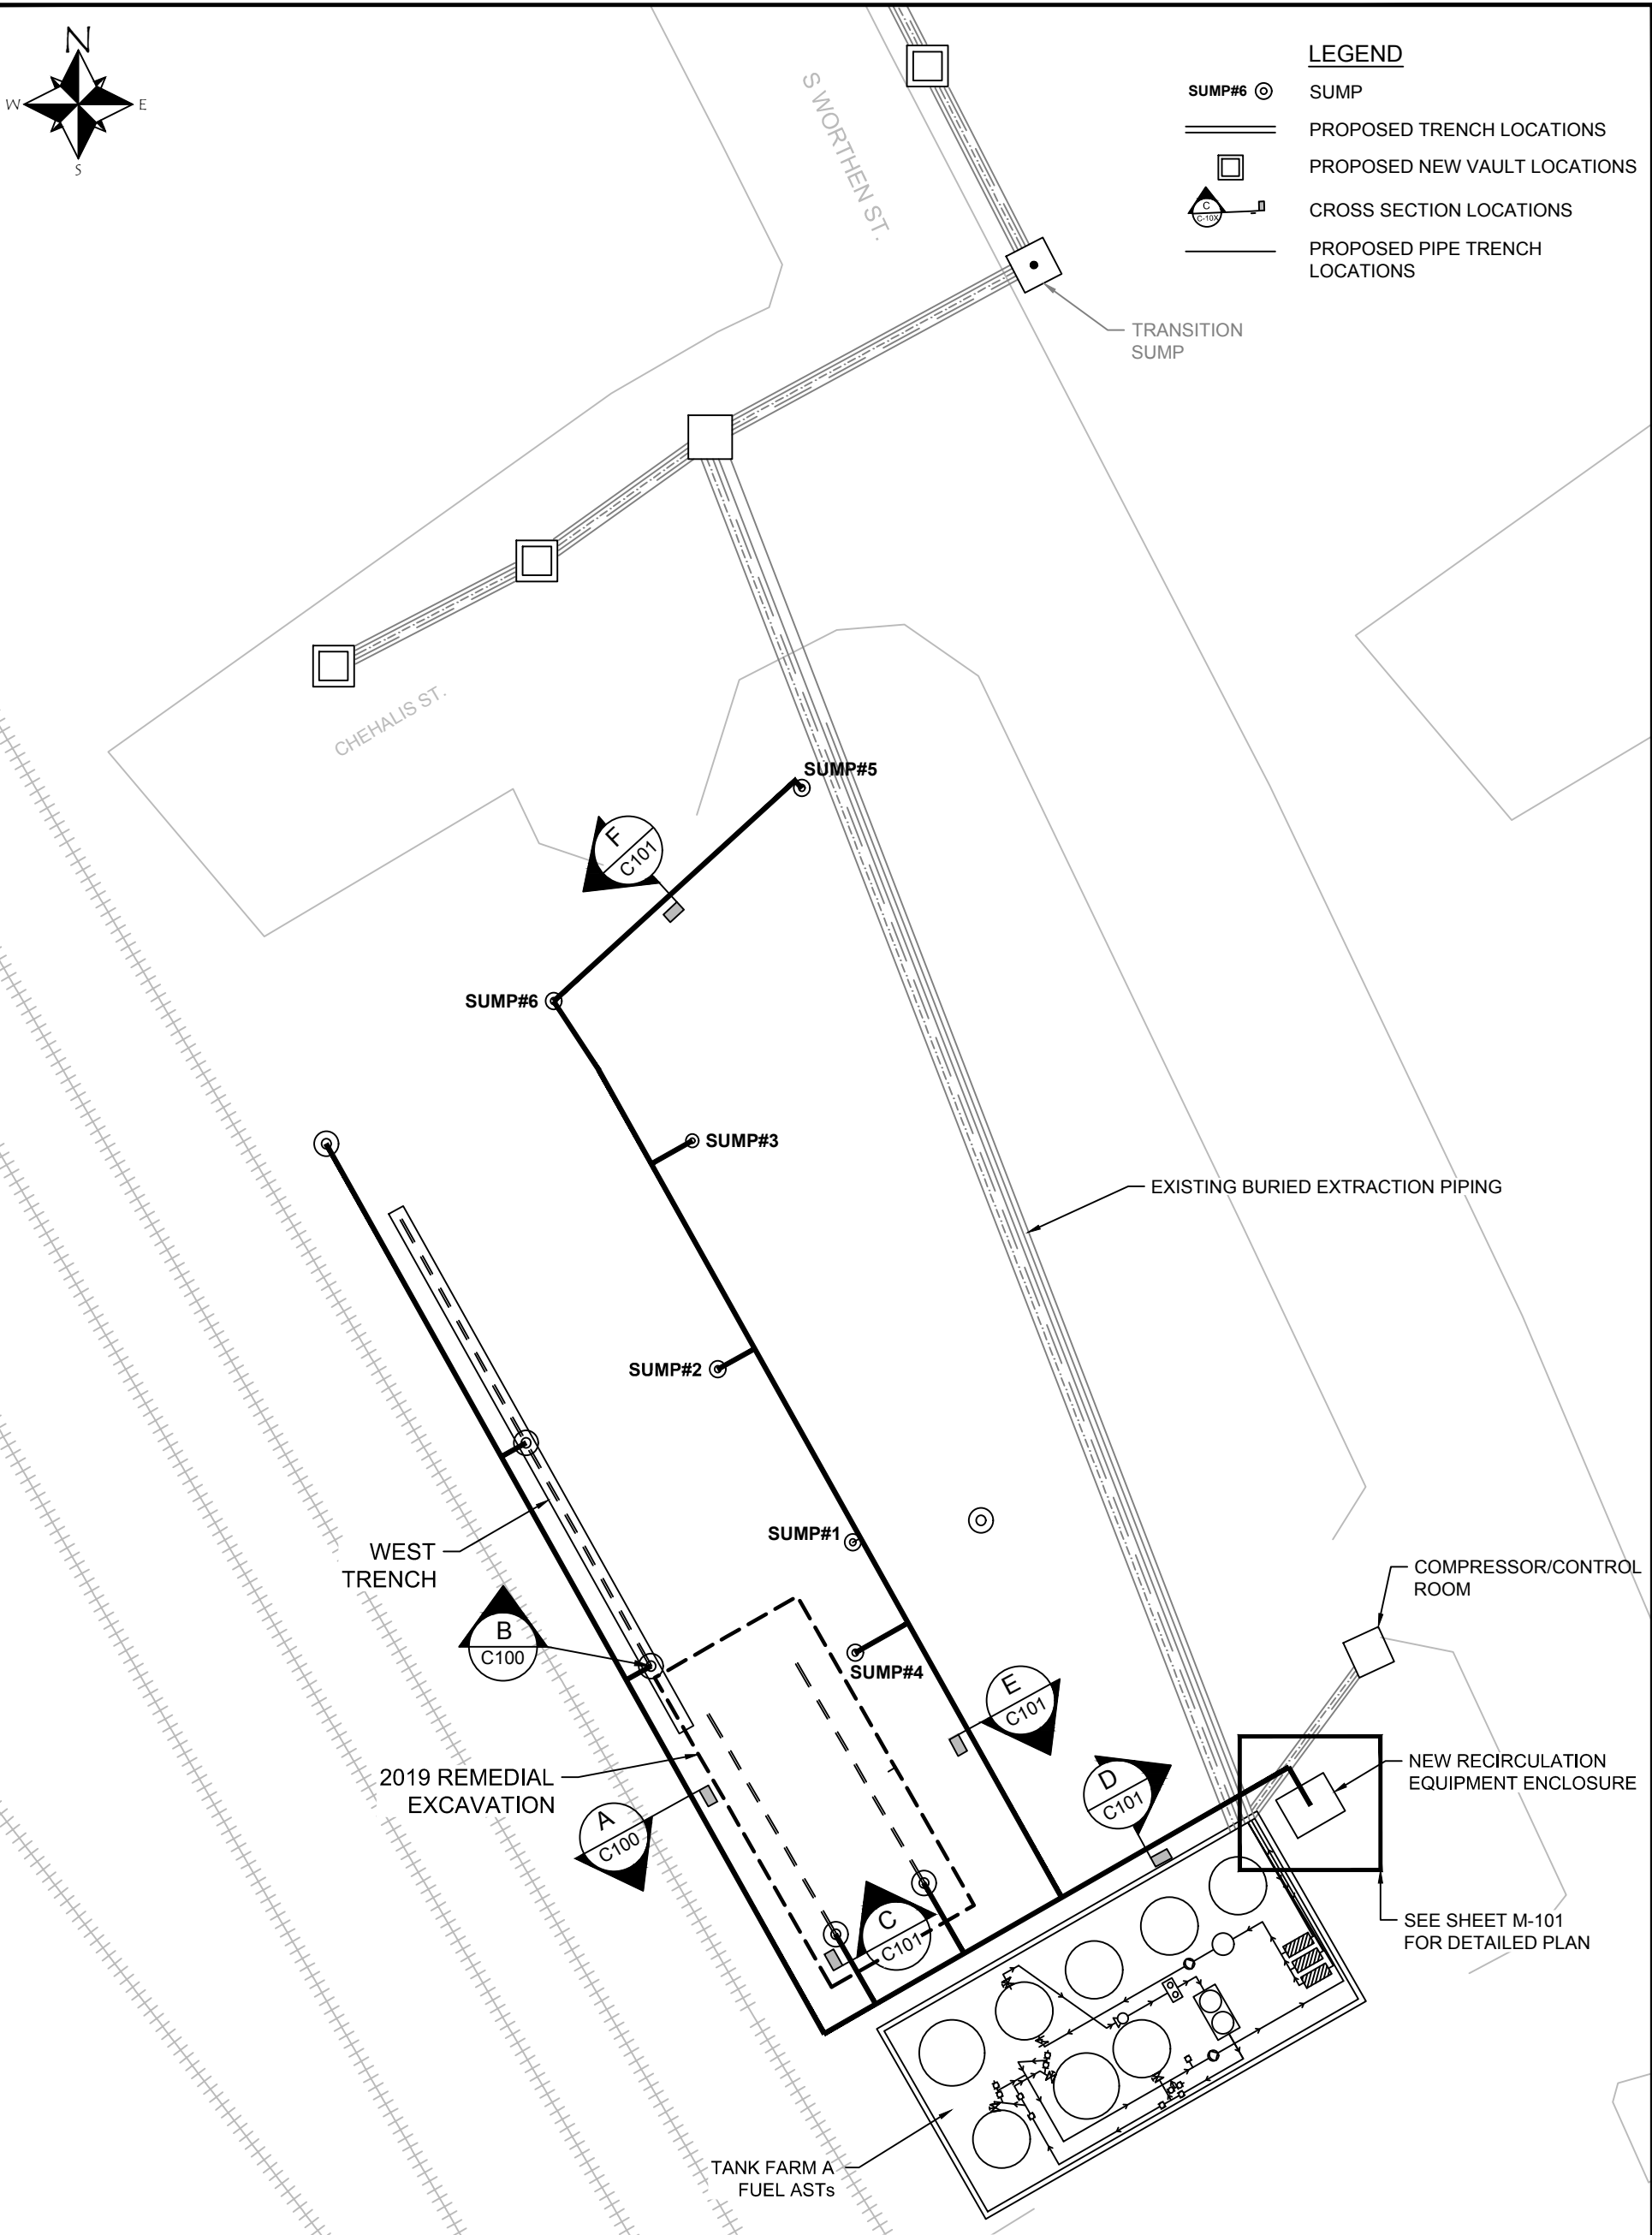 N
W
E
S
LEGEND
SUMP#6 SUMP
PROPOSED TRENCH LOCATIONS
PROPOSED NEW VAULT LOCATIONS
C
C-10X
CROSS SECTION LOCATIONS
PROPOSED PIPE TRENCH
LOCATIONS
S WORTHEN ST.
TRANSITION
SUMP
CHEHALIS ST.
SUMP#5
F
C101
SUMP#6
SUMP#3
EXISTING BURIED EXTRACTION PIPING
SUMP#2
SUMP#1
WEST
TRENCH
COMPRESSOR/CONTROL
ROOM
B
C100
SUMP#4
E
C101
2019 REMEDIAL
EXCAVATION
NEW RECIRCULATION
EQUIPMENT ENCLOSURE
D
C101
A
C100
C
C101
SEE SHEET M-101
FOR DETAILED PLAN
TANK FARM A
FUEL ASTs